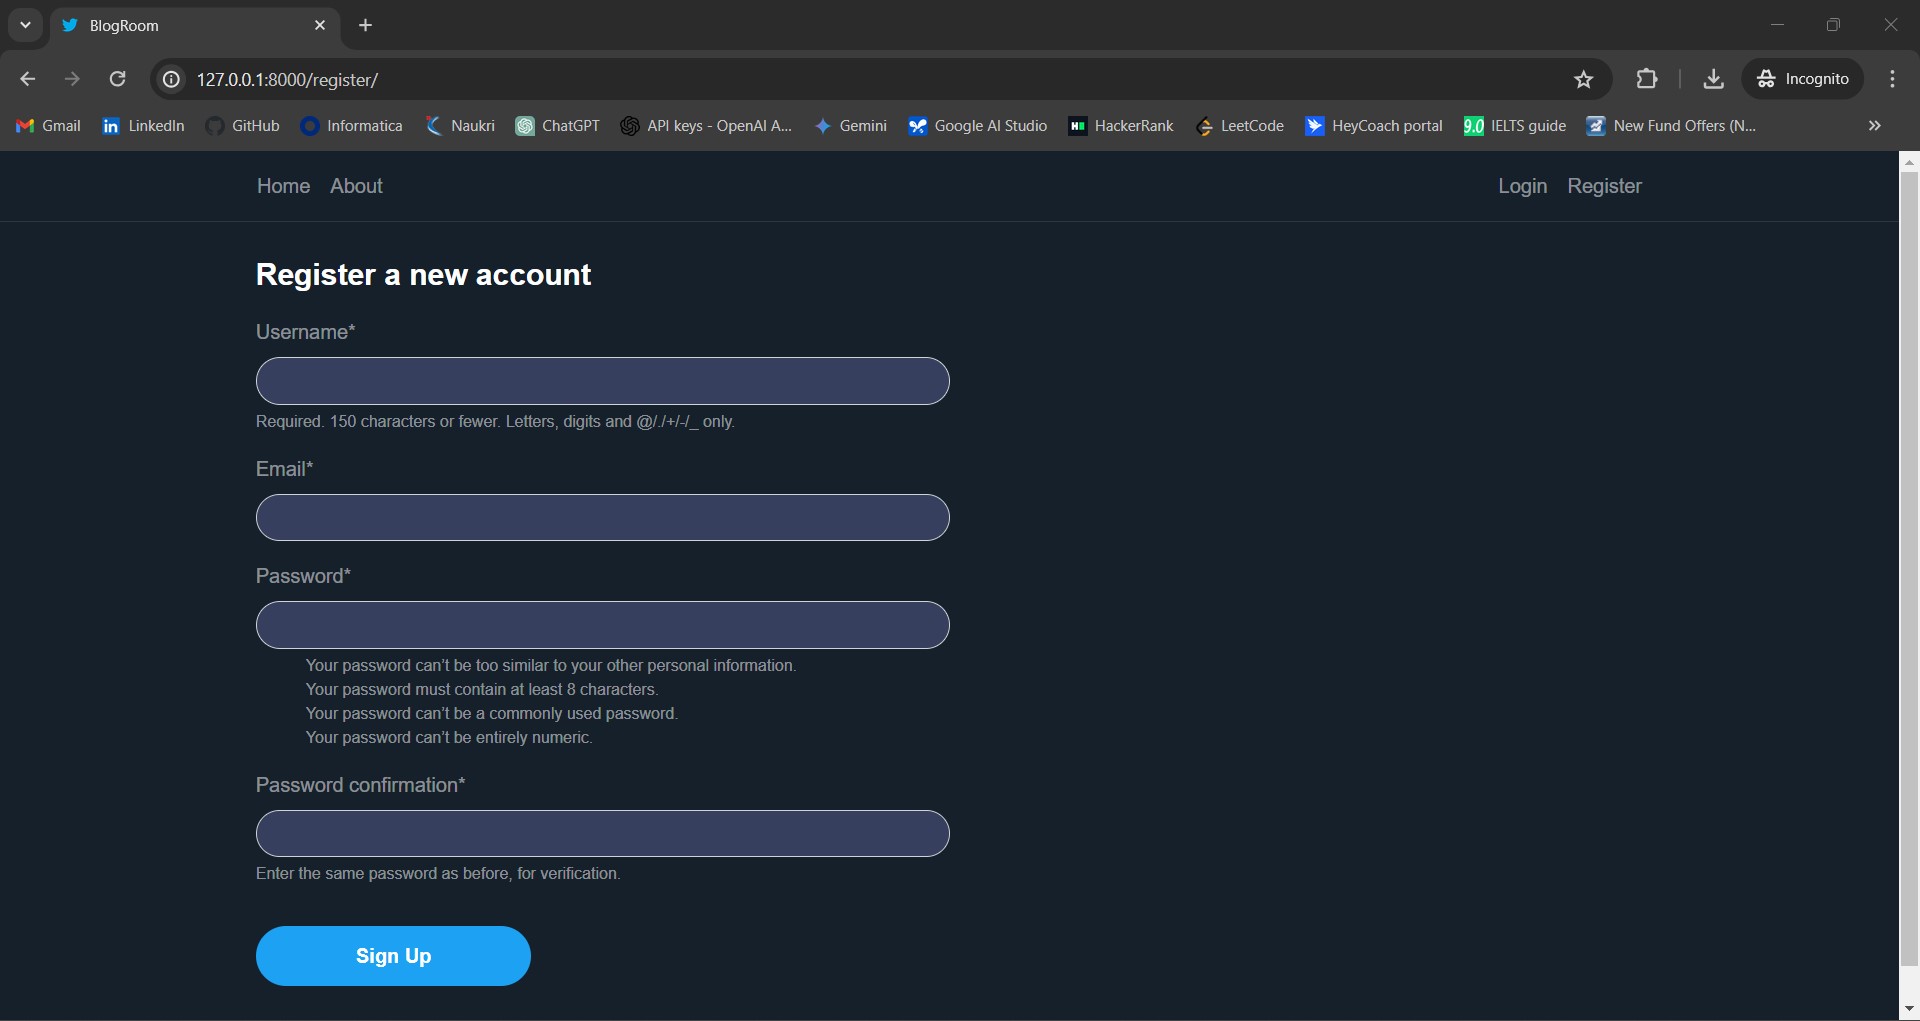 BlogRoom
127.0.0.1:8000/register/
Incognito
Gmail LinkedIn GitHub Informatica Naukri ChatGPT API keys - OpenAI A... Gemini Google AI Studio HackerRank LeetCode HeyCoach portal 9.0 IELTS guide New Fund Offers (N...
Home About Login Register
Register a new account
Username*
Required. 150 characters or fewer. Letters, digits and @/./+/-/_ only.
Email*
Password*
Your password can't be too similar to your other personal information.
Your password must contain at least 8 characters.
Your password can't be a commonly used password.
Your password can't be entirely numeric.
Password confirmation*
Enter the same password as before, for verification.
Sign Up